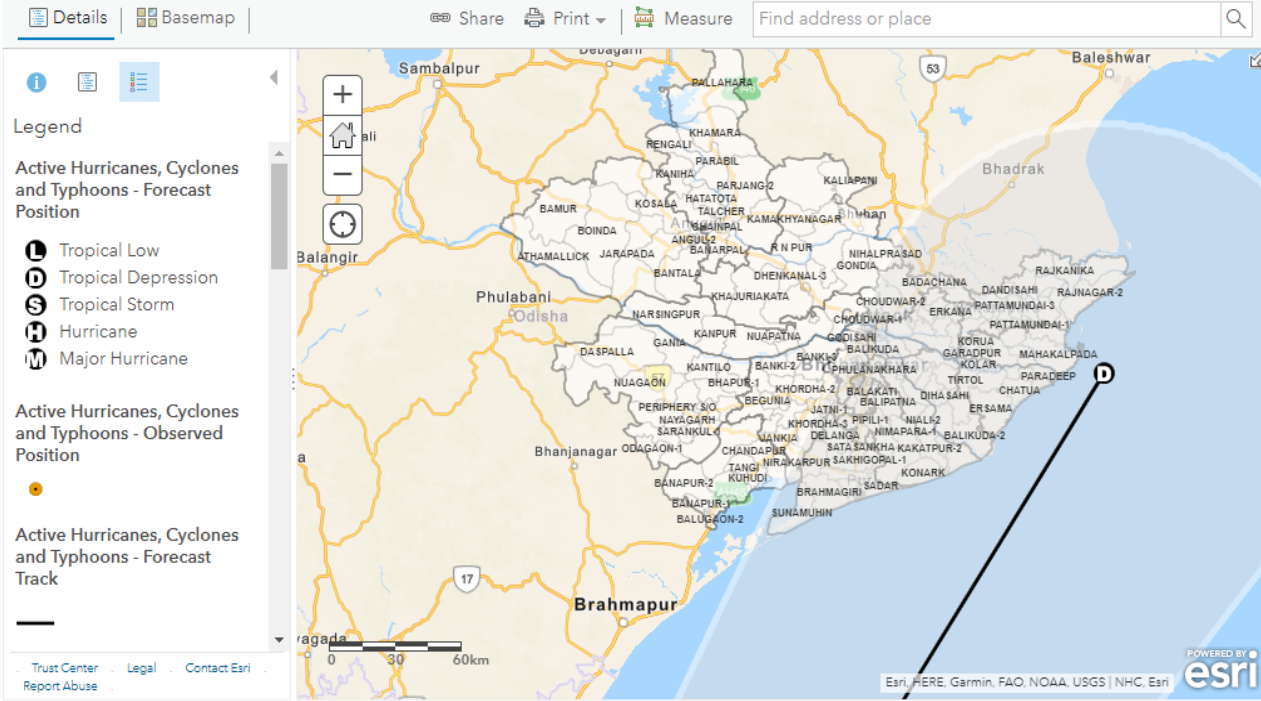 Details
Basemap
Share
Print
Measure
Find address or place
Legend
Active Hurricanes, Cyclones
and Typhoons - Forecast
Position
L Tropical Low
D Tropical Depression
S Tropical Storm
H Hurricane
M Major Hurricane
Active Hurricanes, Cyclones
and Typhoons - Observed
Position
Active Hurricanes, Cyclones
and Typhoons - Forecast
Track
Trust Center . Legal . Contact Esri .
Report Abuse .
Sambalpur
Debagarh
53
Baleshwar
PALLAHARA
KHAMARA
RENGALI
PARABIL
KANIHA
PARJANG-2
KALIAPANI
Bhadrak
BAMUR
KOSALA
HATATOTA
TALCHER
KAMAKHYANAGAR
BOINDA
ANGUL-2
BANARPAL
R N PUR
NIHALPRASAD
GONDIA
Balangir
ATHAMALLICK
JARAPADA
BANTALA
DHENKANAL-3
BADACHANA
RAJKANIKA
DANDISAHI
RAJNAGAR-2
Phulabani
Odisha
KHAJURIAKATA
CHOUDWAR-2
CHOUDWAR-1
ERKANA
PATTAMUNDAI-3
PATTAMUNDAI-1
NARSINGPUR
KANPUR
NUAPATNA
GODISAHI
BALIKUDA
GANIA
DASPALLA
KANTILO
BANKI-2
BANKI-3
PHULANAKHARA
KORUA
GARADPUR
KOLAR
MAHAKALPADA
NUAGAON
BHAPUR-1
KHORDHA-2
BALAKATI
TIRTOL
PARADEEP
D
CHATUA
BEGUNIA
BALIPATNA
DIHASAHI
ERSAMA
PERIPHERY S/O
NAYAGARH
SARANKUL
JATNI-1
KHORDHA-3
PIPILI-1
NIALI-2
DELANGA
NIMAPARA-1
BALIKUDA-2
Bhanjanagar
ODAGAON-1
CHANDAPUR
SATASANKHA
KAKATPUR-2
TANGI
NIRAKARPUR
SAKHIGOPAL-1
KUHUDI
KONARK
BANAPUR-2
BRAHMAGIRI
SADAR
BANAPUR-1
BALUGAON-2
SUNAMUHIN
17
Brahmapur
0 30 60km
Esri, HERE, Garmin, FAO, NOAA, USGS | NHC, Esri
POWERED BY
esri